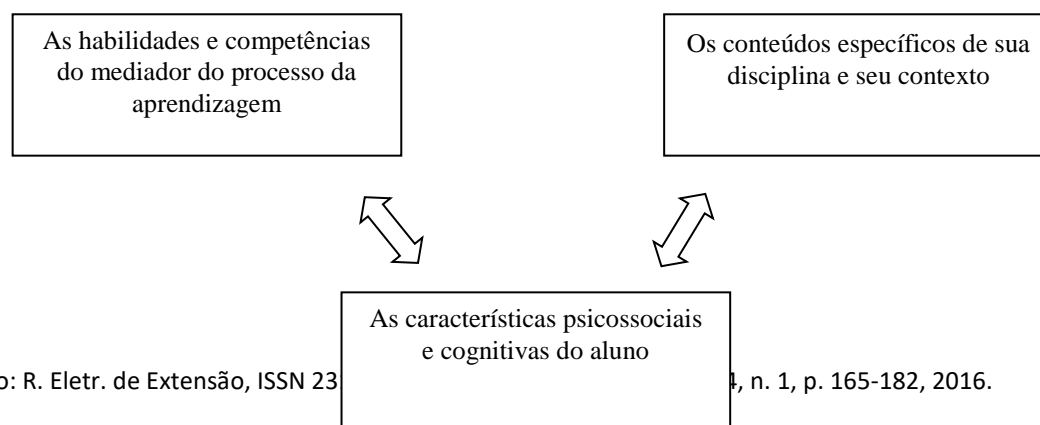 As habilidades e competências
do mediador do processo da
aprendizagem
Os conteúdos específicos de sua
disciplina e seu contexto
As características psicossociais
e cognitivas do aluno
o: R. Eletr. de Extensão, ISSN 23
, n. 1, p. 165-182, 2016.